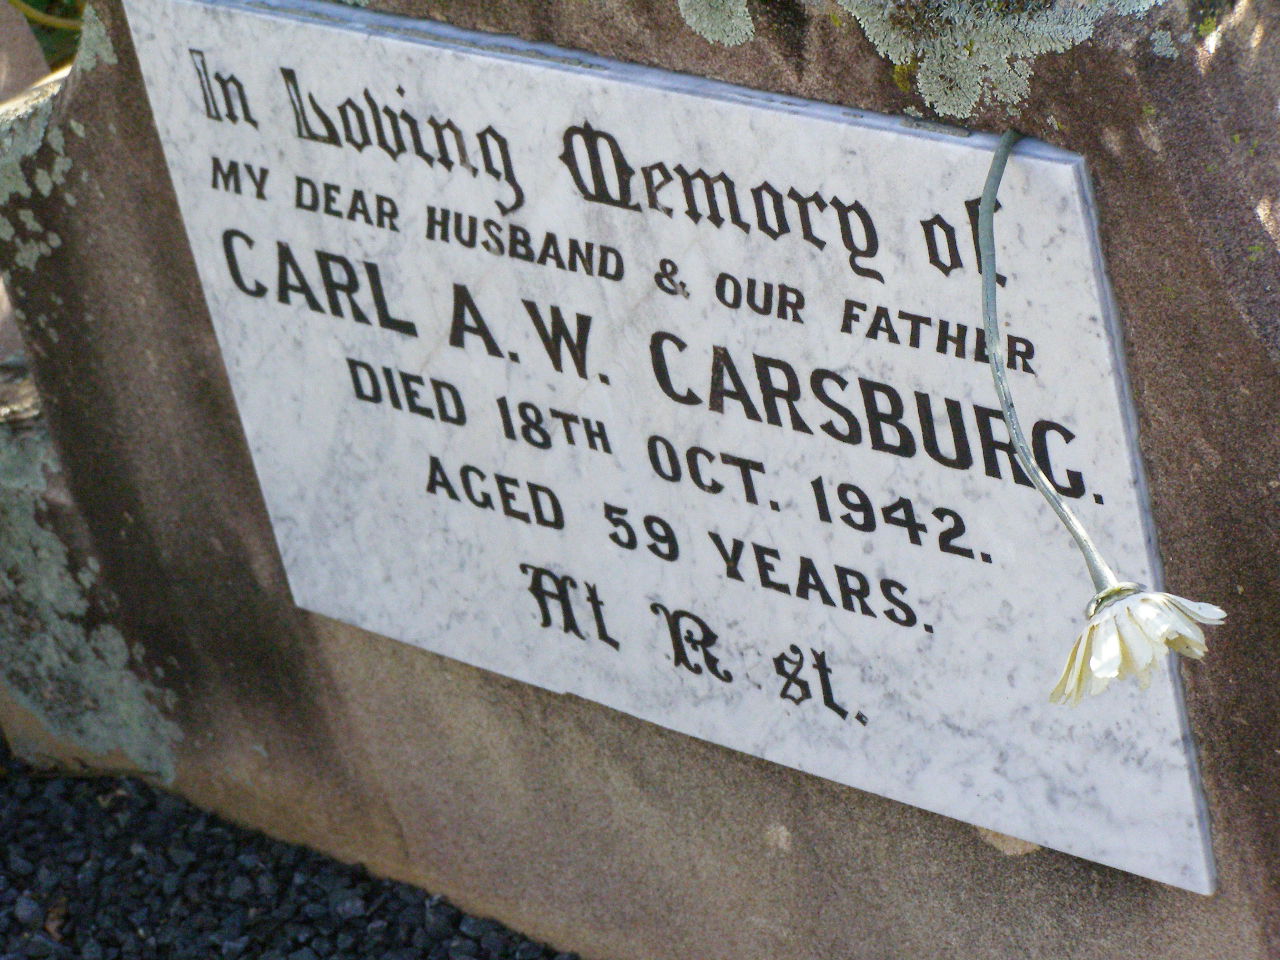 In Loving Memory of
MY DEAR HUSBAND & OUR FATHER
CARL A. W. CARSBURG.
DIED 18TH OCT. 1942.
AGED 59 YEARS.
At R st.